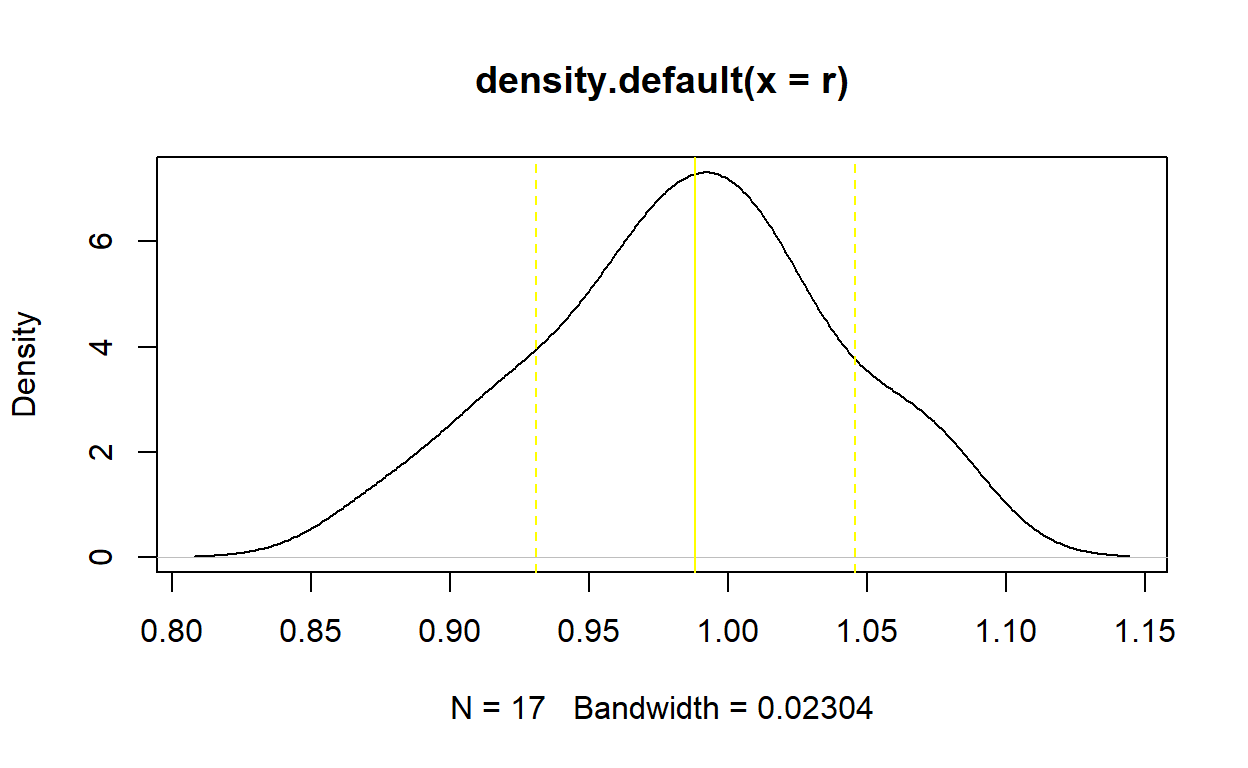 density.default(x = r)
Density
0 2 4 6
0.80 0.85 0.90 0.95 1.00 1.05 1.10 1.15
N = 17 Bandwidth = 0.02304